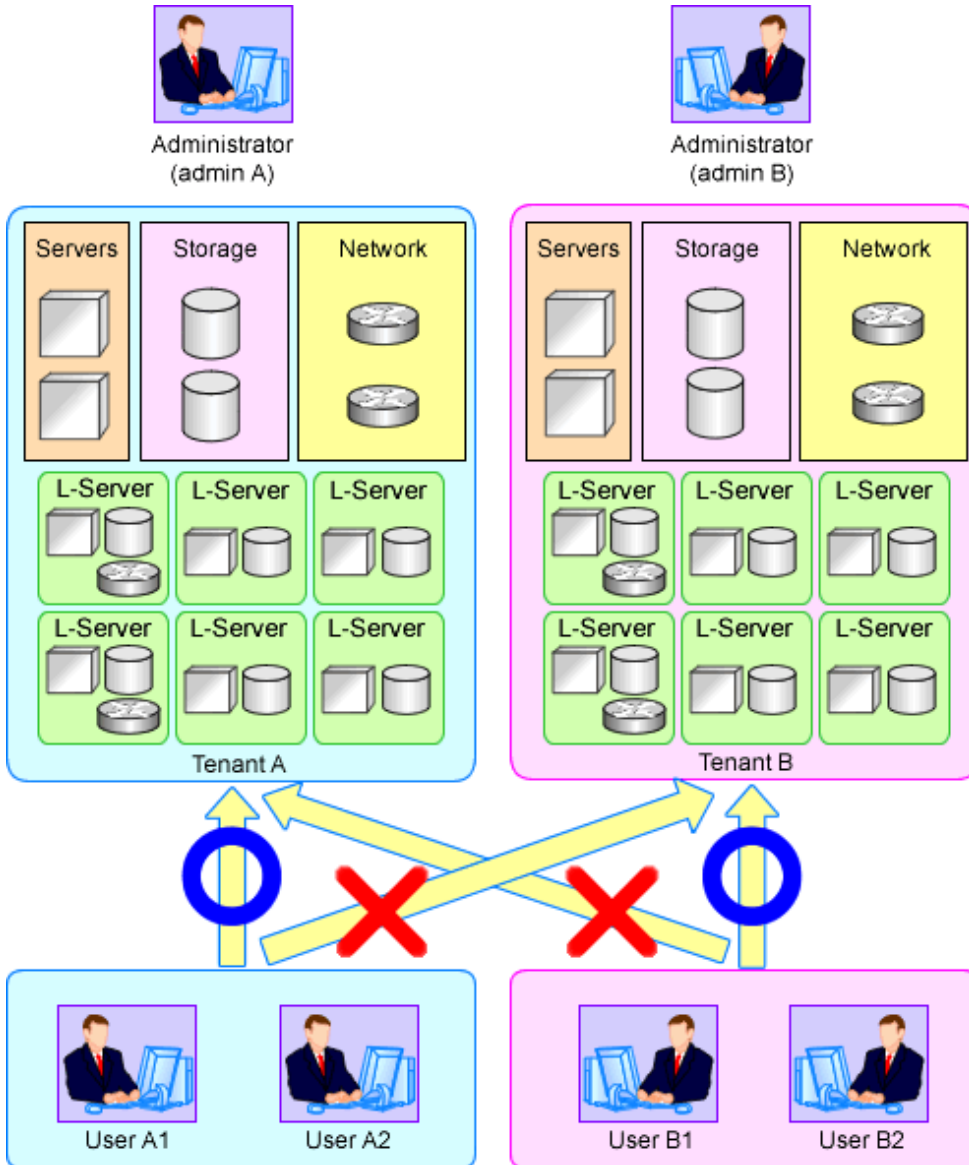 Administrator
(admin A)
Administrator
(admin B)
Servers
Storage
Network
L-Server
L-Server
L-Server
L-Server
L-Server
L-Server
Tenant A
Servers
Storage
Network
L-Server
L-Server
L-Server
L-Server
L-Server
L-Server
Tenant B
User A1
User A2
User B1
User B2